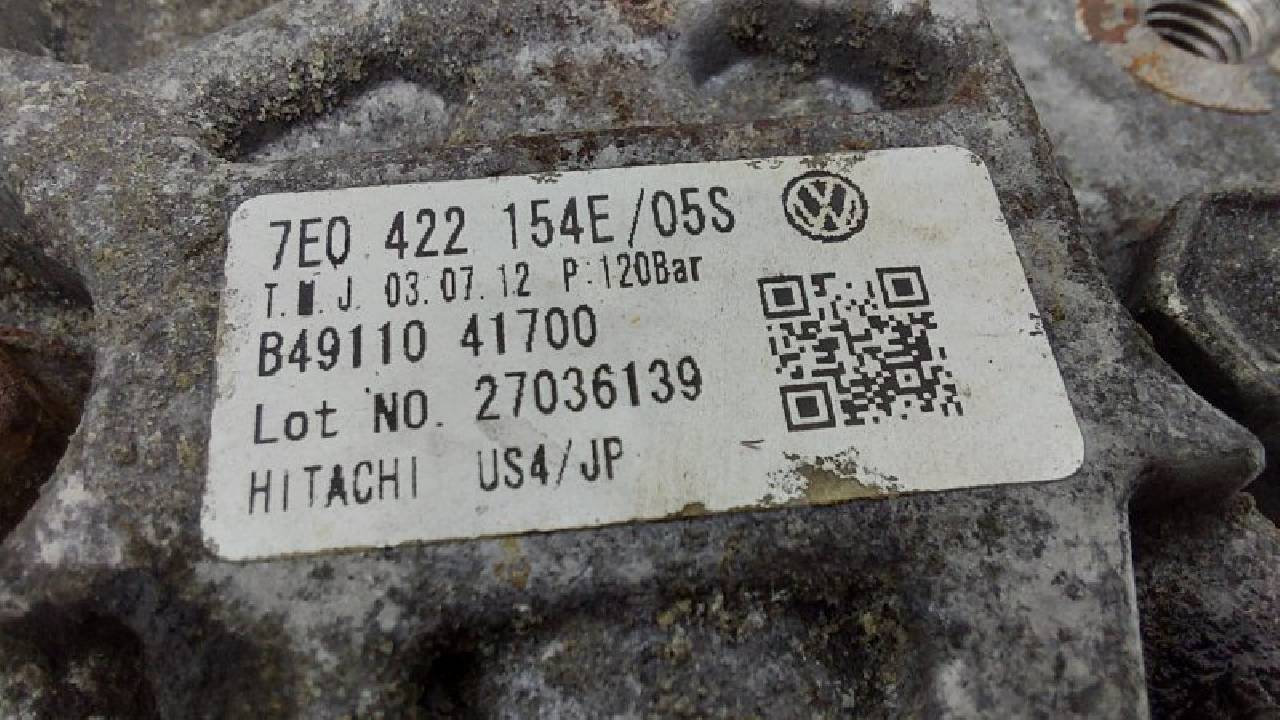 7E0 422 154E/05S
T. .J. 03.07.12 P:120Bar
B49110 41700
Lot NO. 27036139
HITACHI US4/JP